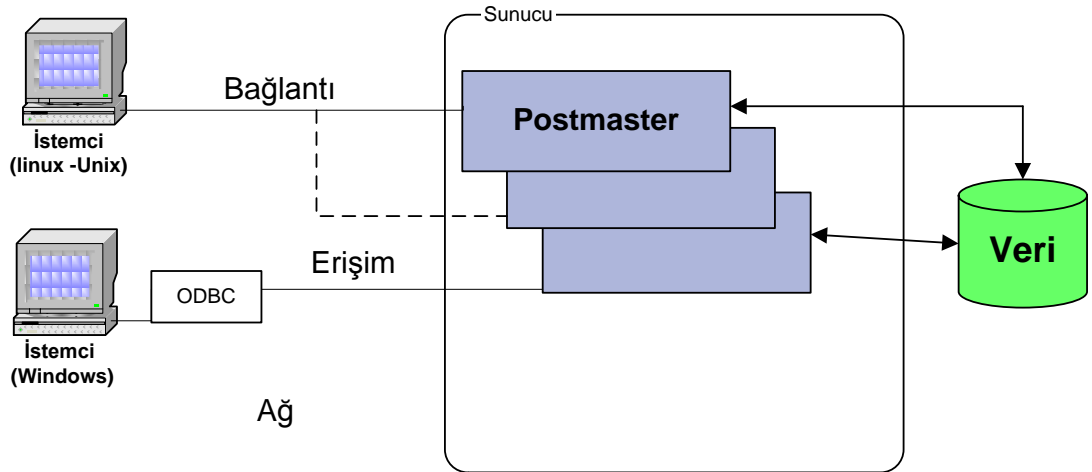 Sunucu
Bağlantı
Postmaster
İstemci
(linux -Unix)
Veri
Erişim
ODBC
İstemci
(Windows)
Ağ